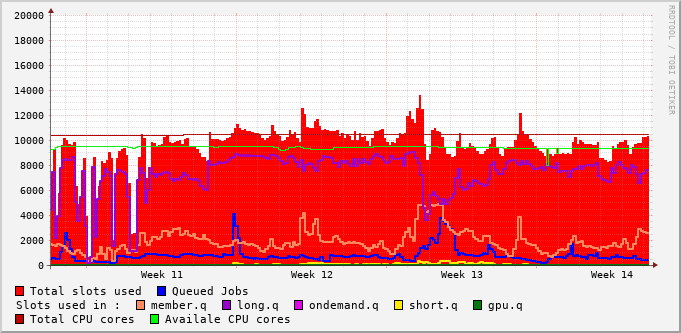 RRDTOOL / TOBI OETIKER
20000
18000
16000
14000
12000
10000
8000
6000
4000
2000
0
Week 11 Week 12 Week 13 Week 14
Total slots used Queued Jobs
Slots used in : member.q long.q ondemand.q short.q gpu.q
Total CPU cores Availale CPU cores